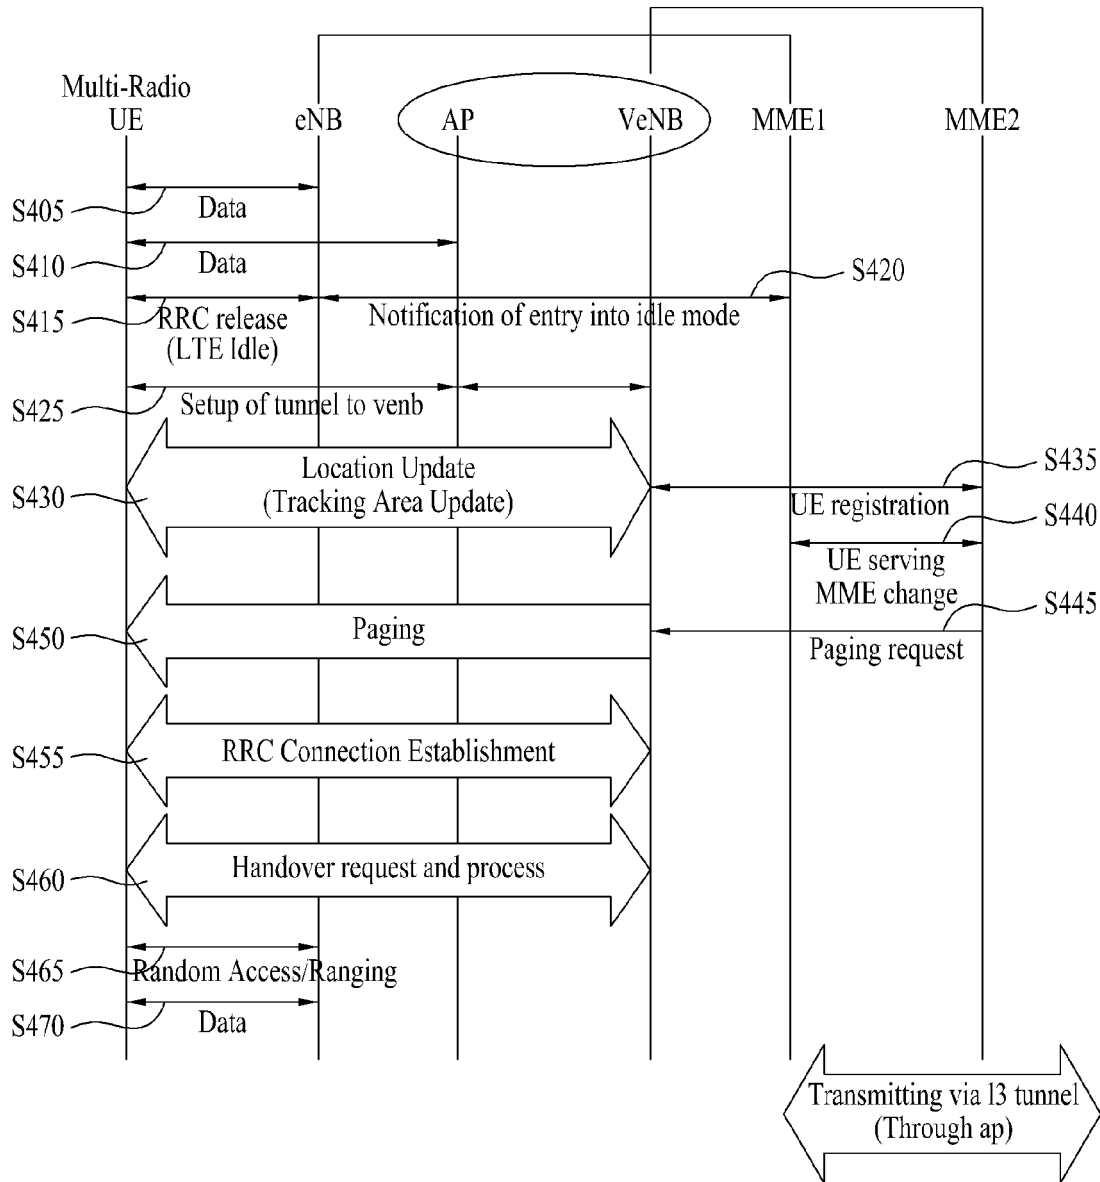 Multi-Radio
UE
eNB
AP
VeNB
MME1
MME2
S405
Data
S410
Data
S420
S415
RRC release
(LTE Idle)
Notification of entry into idle mode
S425
Setup of tunnel to venb
S430
Location Update
(Tracking Area Update)
S435
UE registration
S440
UE serving
MME change
S445
Paging request
S450
Paging
S455
RRC Connection Establishment
S460
Handover request and process
S465
Random Access/Ranging
S470
Data
Transmitting via l3 tunnel
(Through ap)